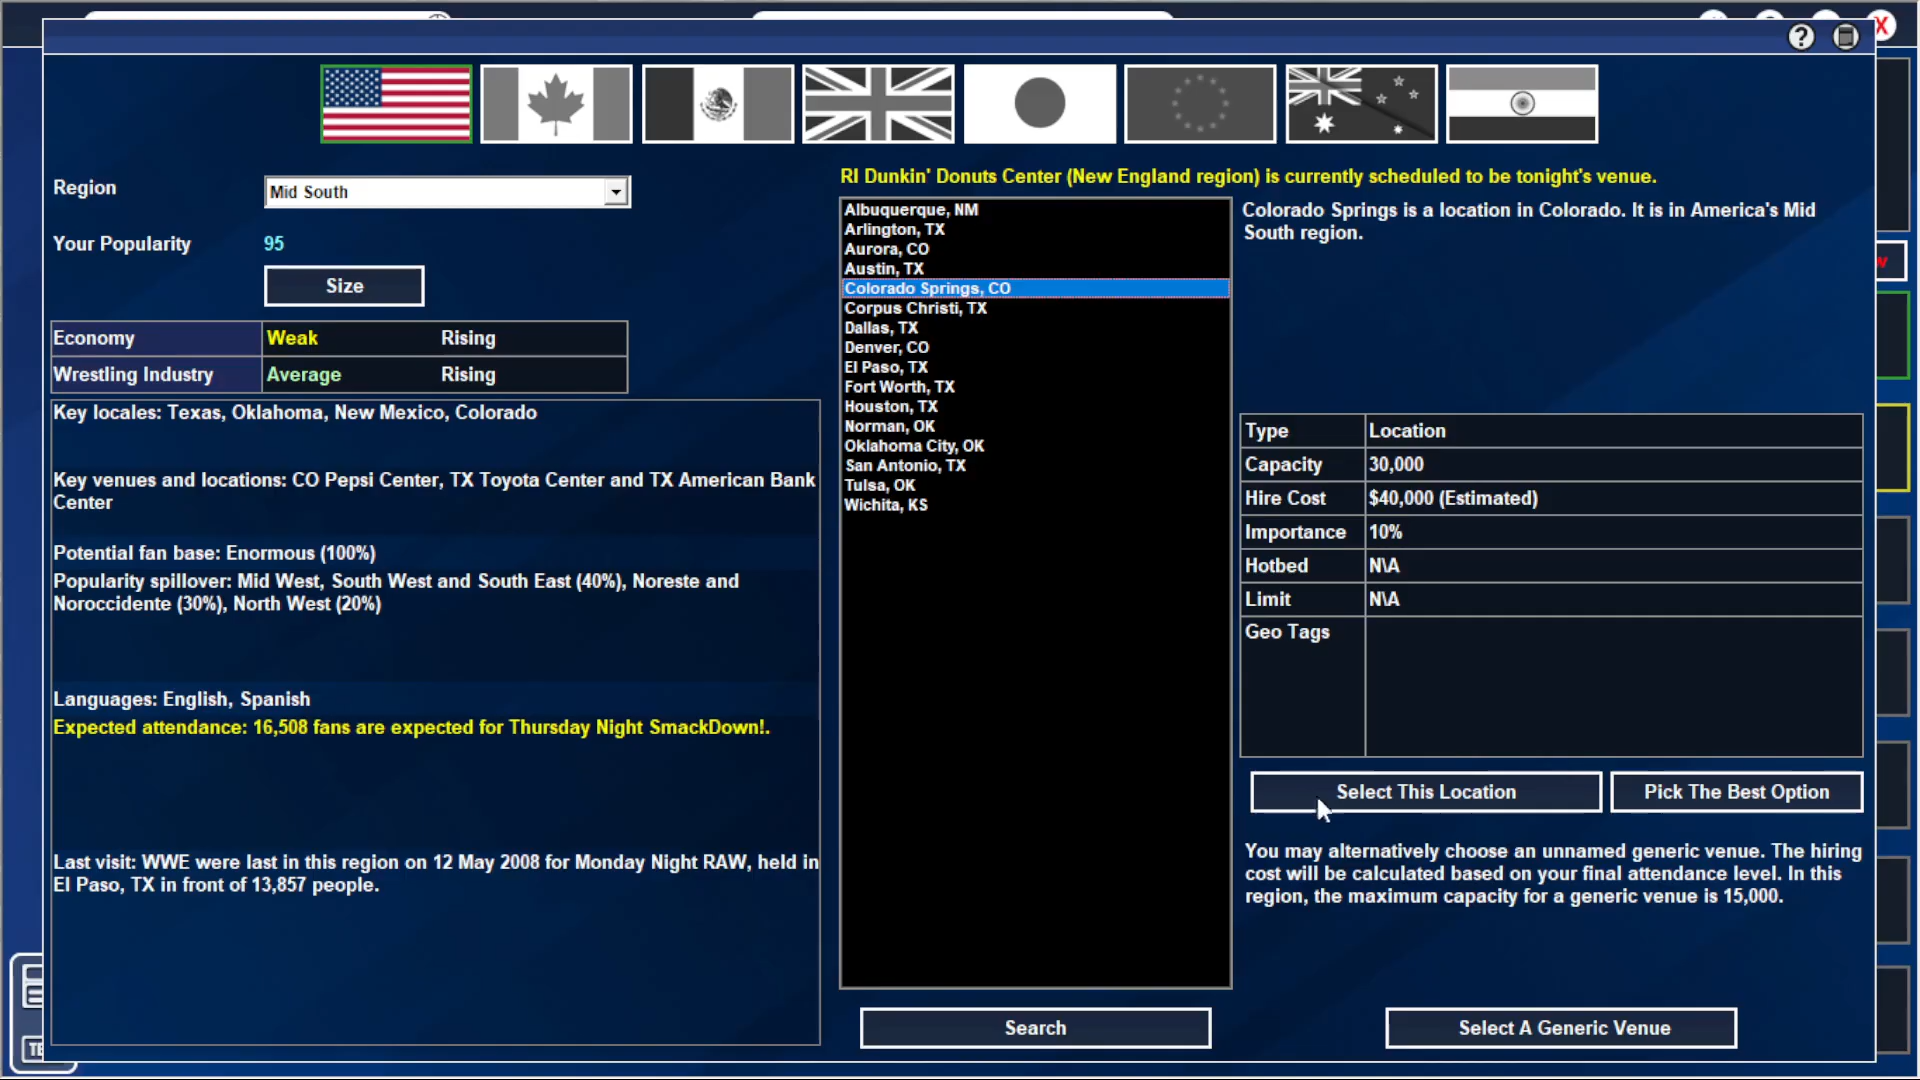 X
?
Region
Mid South
Your Popularity
95
Size
Economy Weak Rising
Wrestling Industry Average Rising
Key locales: Texas, Oklahoma, New Mexico, Colorado
Key venues and locations: CO Pepsi Center, TX Toyota Center and TX American Bank
Center
Potential fan base: Enormous (100%)
Popularity spillover: Mid West, South West and South East (40%), Noreste and
Noroccidente (30%), North West (20%)
Languages: English, Spanish
Expected attendance: 16,508 fans are expected for Thursday Night SmackDown!.
Last visit: WWE were last in this region on 12 May 2008 for Monday Night RAW, held in
El Paso, TX in front of 13,857 people.
RI Dunkin' Donuts Center (New England region) is currently scheduled to be tonight's venue.
Albuquerque, NM
Arlington, TX
Aurora, CO
Austin, TX
Colorado Springs, CO
Corpus Christi, TX
Dallas, TX
Denver, CO
El Paso, TX
Fort Worth, TX
Houston, TX
Norman, OK
Oklahoma City, OK
San Antonio, TX
Tulsa, OK
Wichita, KS
Search
Colorado Springs is a location in Colorado. It is in America's Mid
South region.
Type Location
Capacity 30,000
Hire Cost $40,000 (Estimated)
Importance 10%
Hotbed N\A
Limit N\A
Geo Tags
Select This Location
Pick The Best Option
You may alternatively choose an unnamed generic venue. The hiring
cost will be calculated based on your final attendance level. In this
region, the maximum capacity for a generic venue is 15,000.
Select A Generic Venue